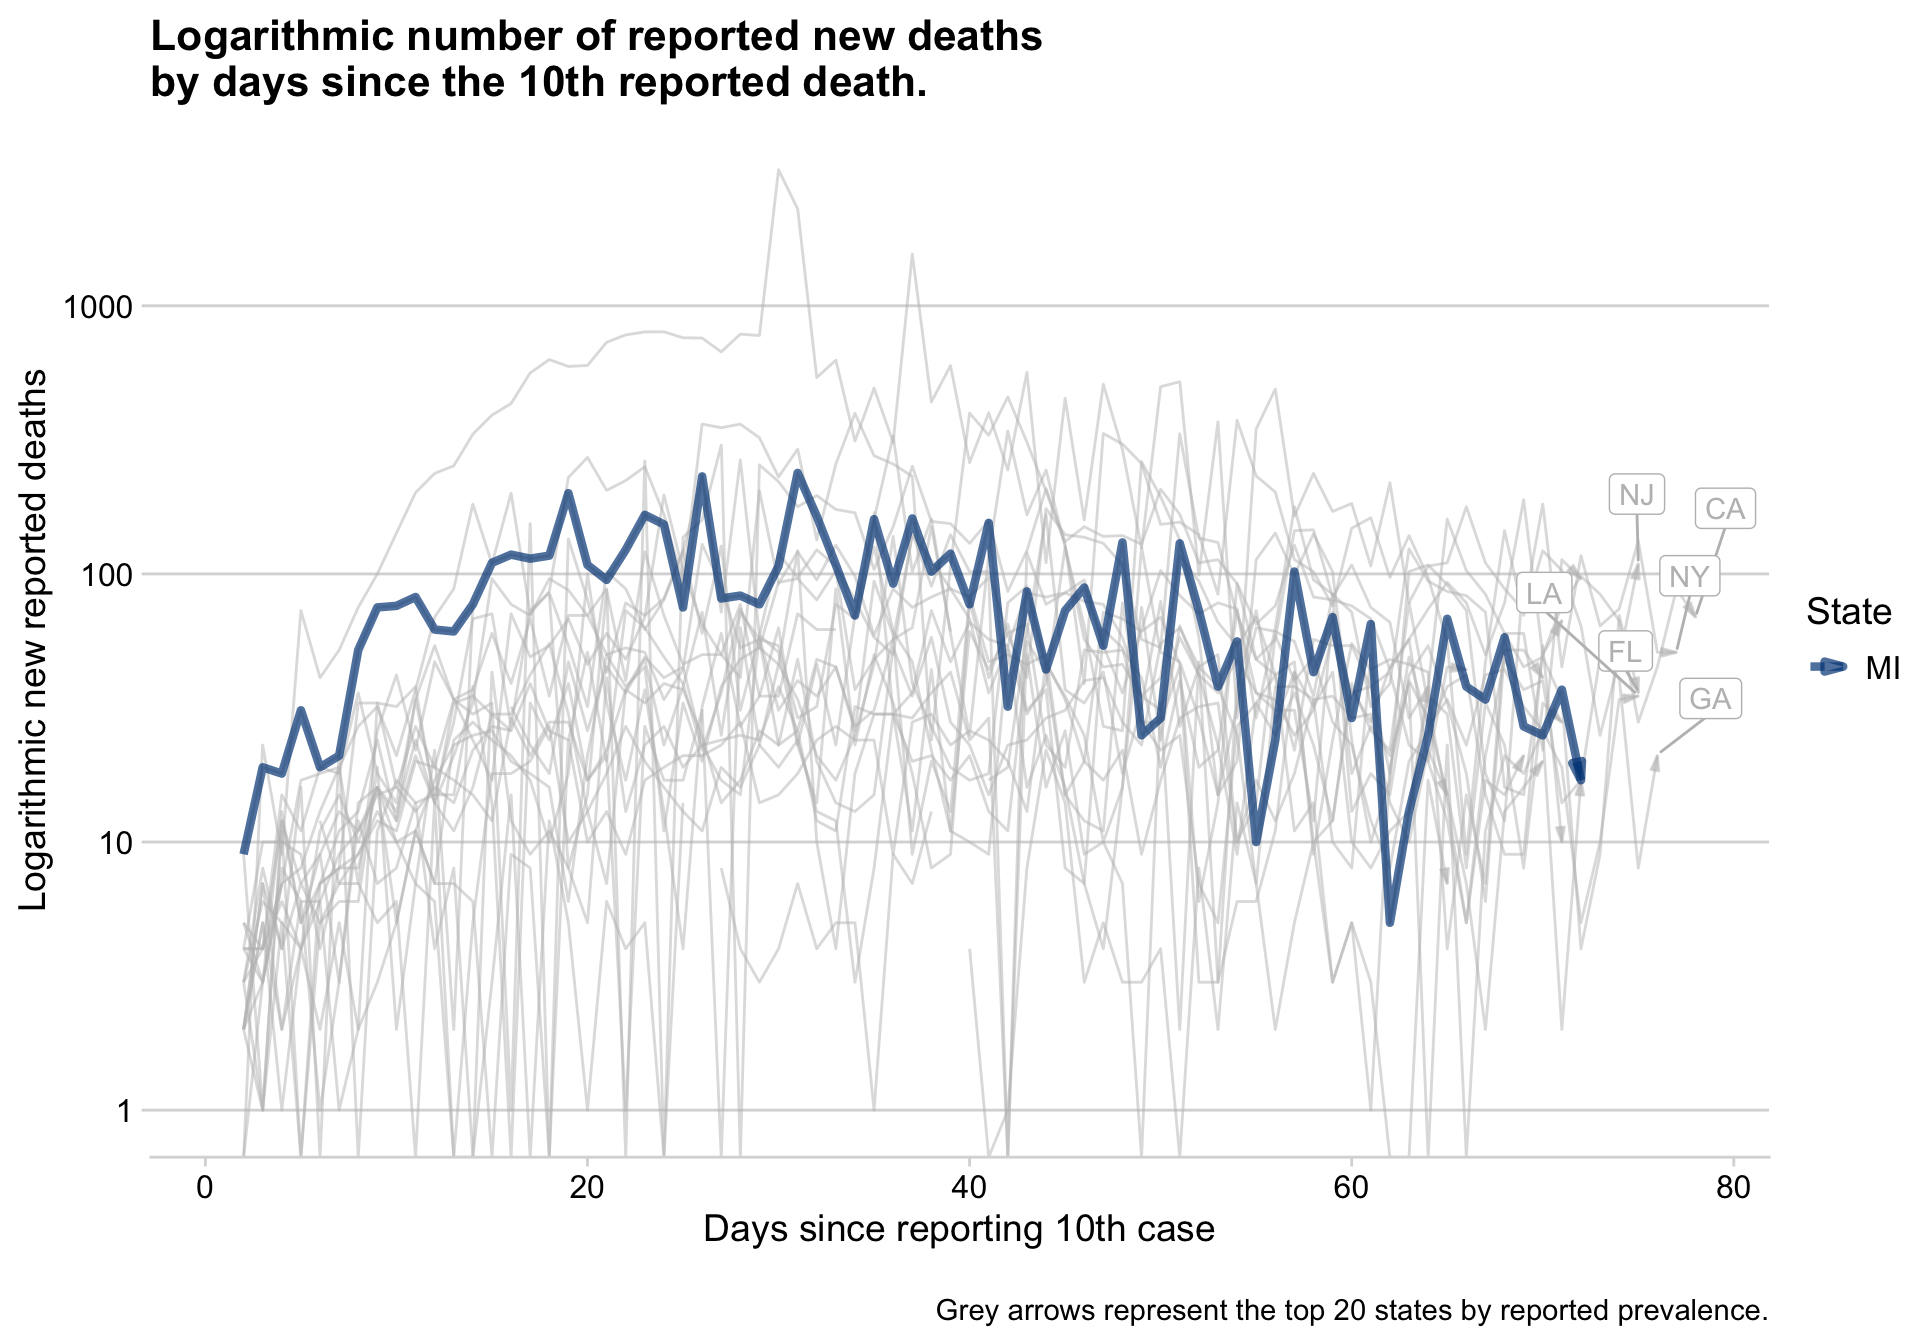 Logarithmic number of reported new deaths
by days since the 10th reported death.
Logarithmic new reported deaths
1000
100
10
1
NJ
CA
NY
LA
FL
GA
State
MI
0
20
40
60
80
Days since reporting 10th case
Grey arrows represent the top 20 states by reported prevalence.